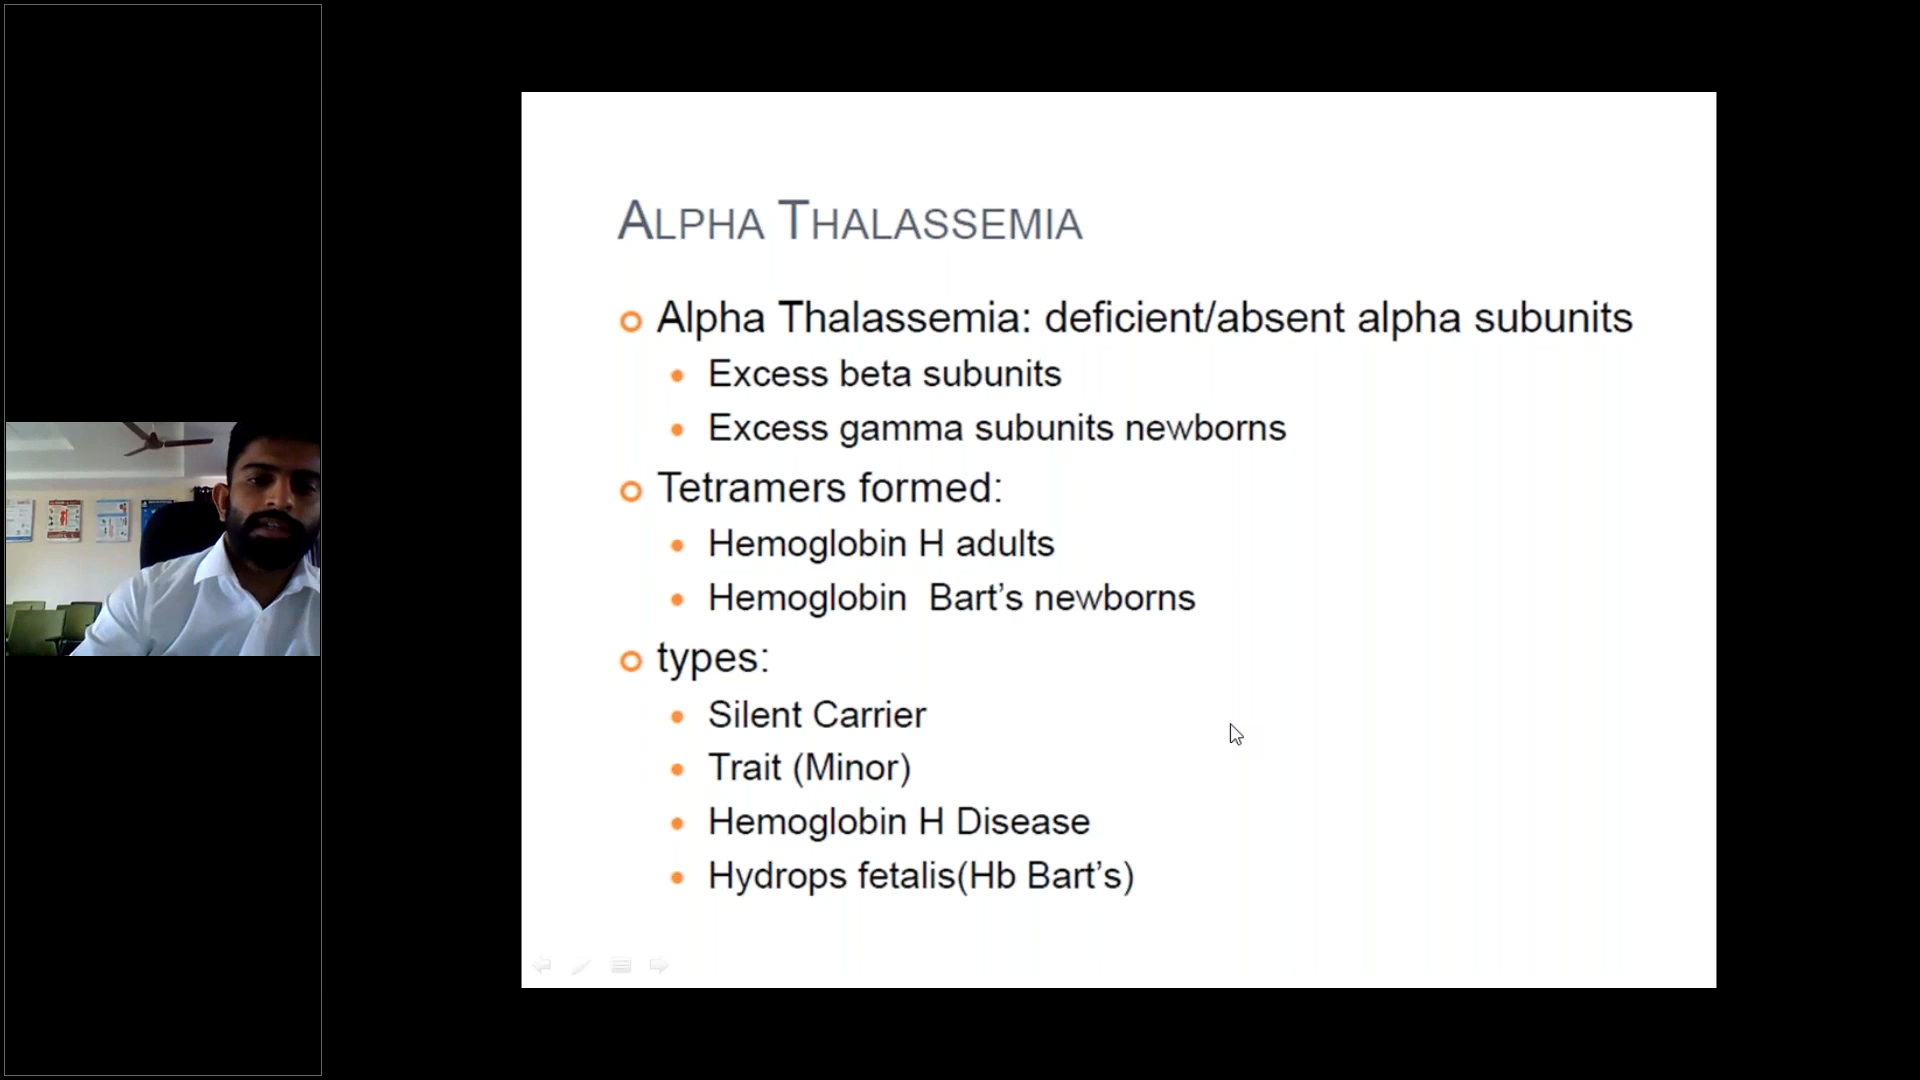 ALPHA THALASSEMIA
Alpha Thalassemia: deficient/absent alpha subunits
Excess beta subunits
Excess gamma subunits newborns
Tetramers formed:
Hemoglobin H adults
Hemoglobin Bart’s newborns
types:
Silent Carrier
Trait (Minor)
Hemoglobin H Disease
Hydrops fetalis(Hb Bart’s)